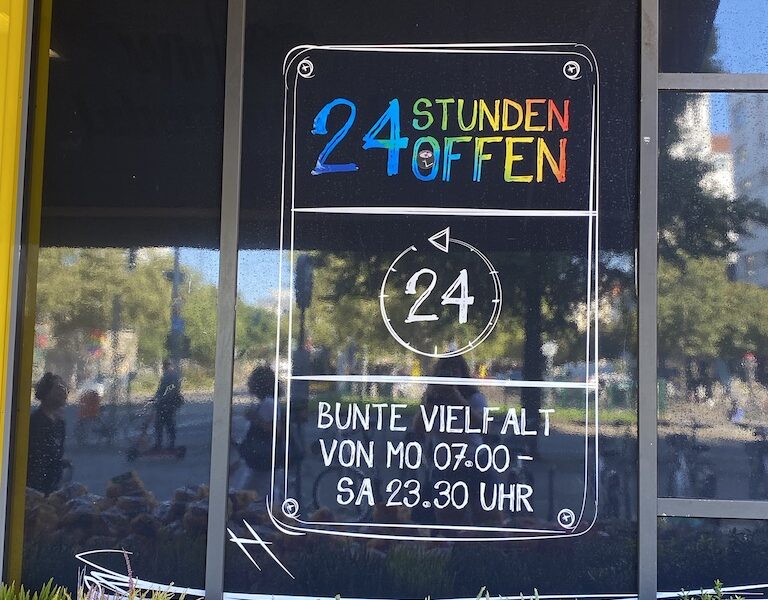 24 STUNDEN
OFFEN
24
BUNTE VIELFALT
VON MO 07.00 –
SA 23.30 UHR